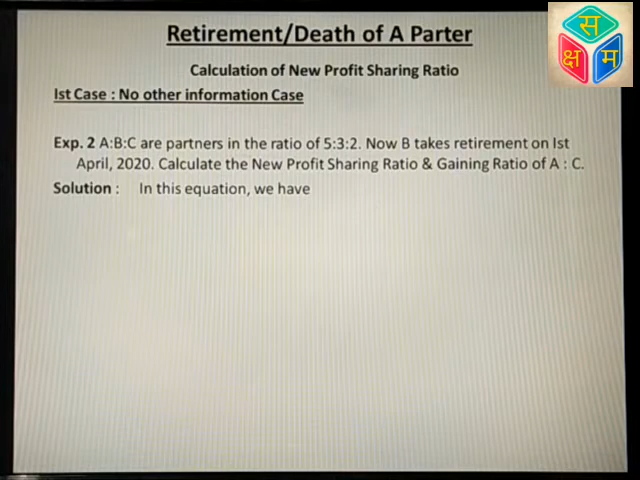 Retirement/Death of A Parter
स
क्ष म
Calculation of New Profit Sharing Ratio
Ist Case : No other information Case
Exp. 2 A:B:C are partners in the ratio of 5:3:2. Now B takes retirement on Ist
April, 2020. Calculate the New Profit Sharing Ratio & Gaining Ratio of A : C.
Solution : In this equation, we have